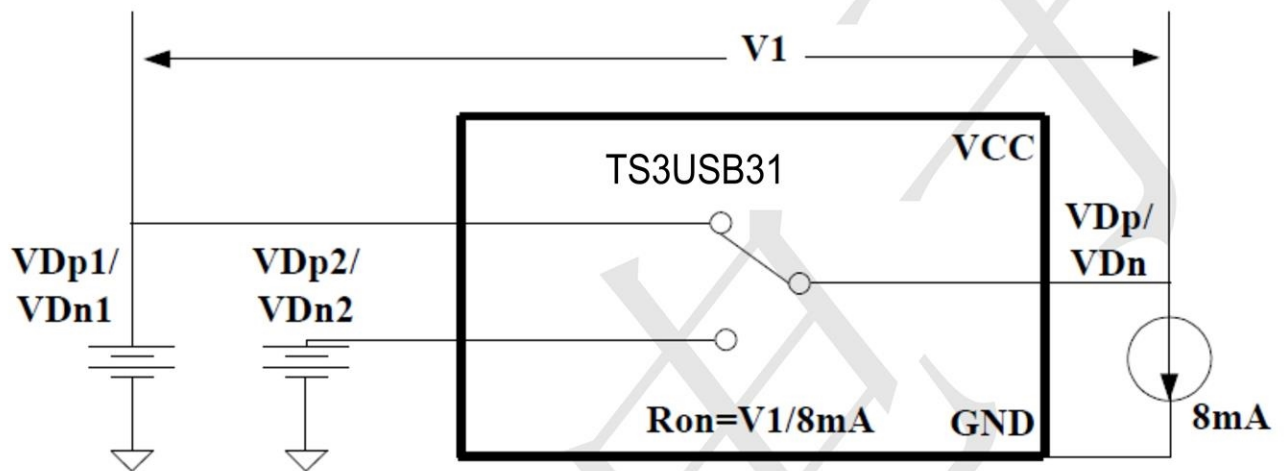 V1
VCC
TS3USB31
VDp/
VDn
VDp1/
VDn1
VDp2/
VDn2
Ron=V1/8mA
GND
8mA